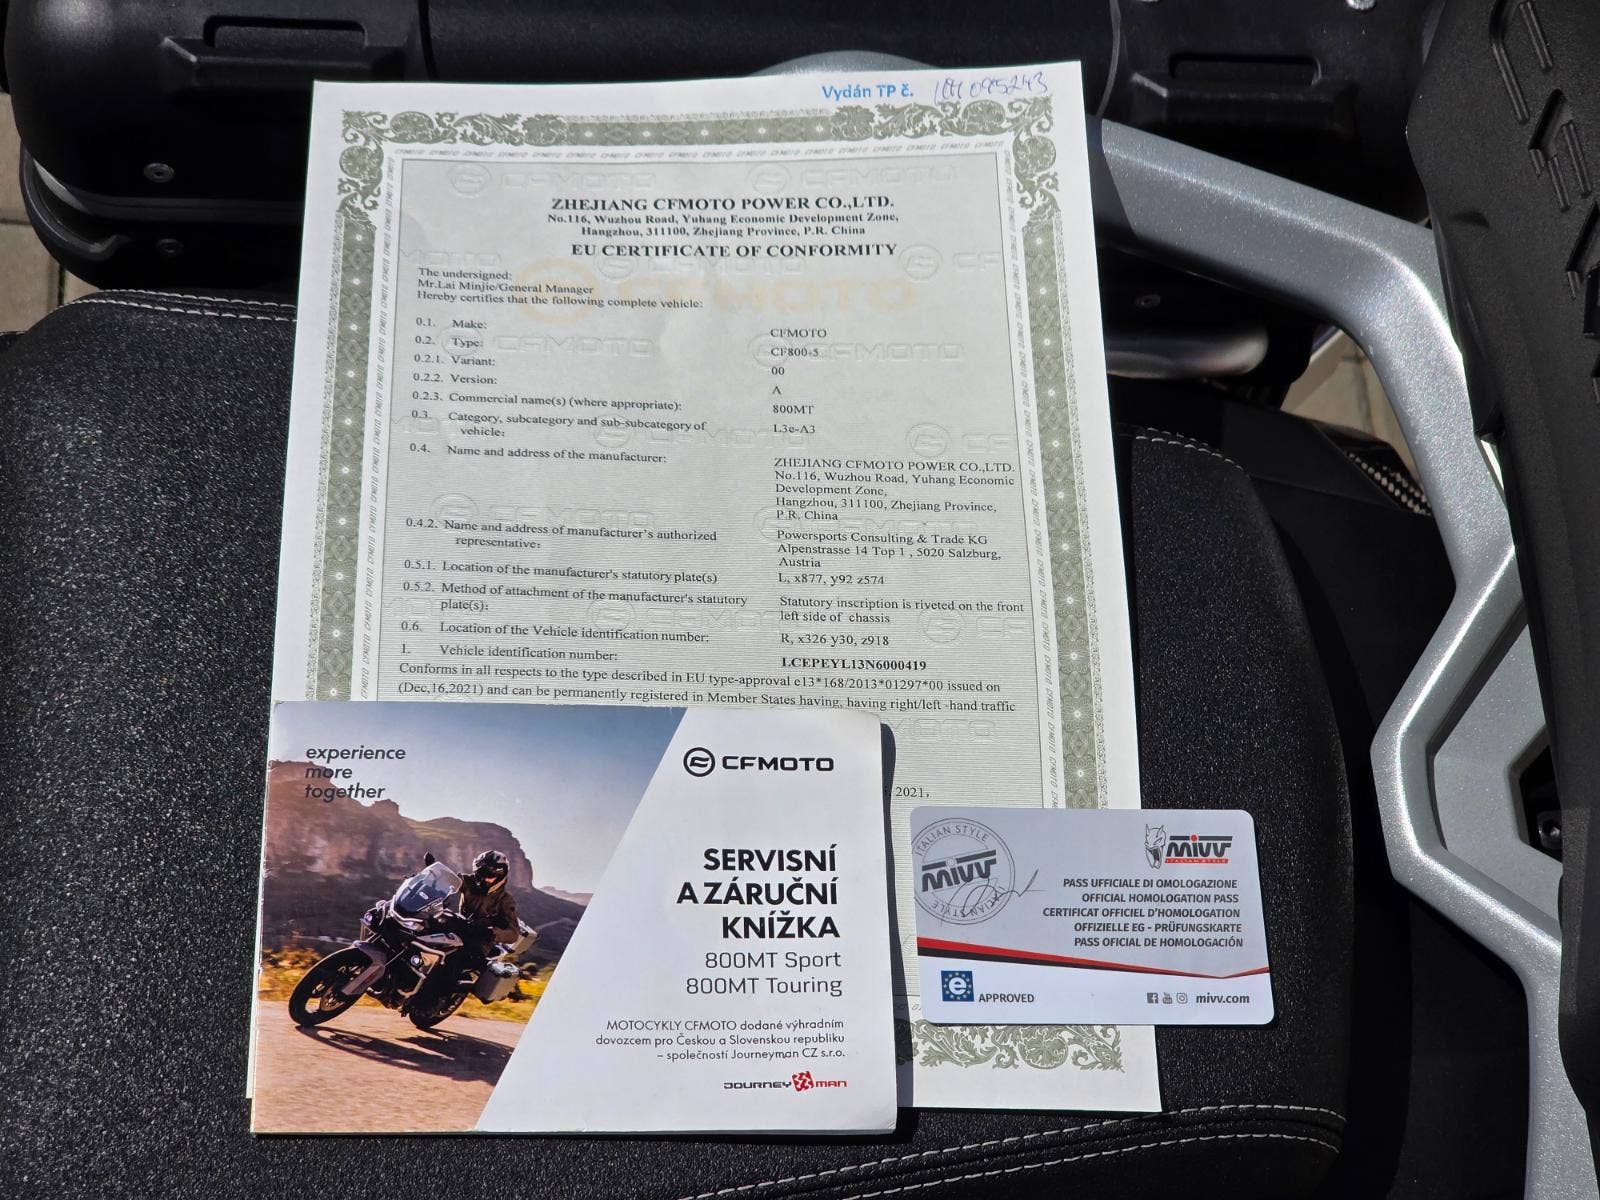 Vydán TP č.
ZHEJIANG CFMOTO POWER CO.,LTD.
No.116, Wuzhou Road, Yuhang Economic Development Zone,
Hangzhou, 311100, Zhejiang Province, P.R. China
EU CERTIFICATE OF CONFORMITY
The undersigned:
Mr.Lai Minjie/General Manager
Hereby certifies that the following complete vehicle:
0.1. Make: CFMOTO
0.2. Type: CF800-5
0.2.1. Variant: 00
0.2.2. Version: A
0.2.3. Commercial name(s) (where appropriate): 800MT
0.3. Category, subcategory and sub-subcategory of vehicle: L3e-A3
0.4. Name and address of the manufacturer:
ZHEJIANG CFMOTO POWER CO.,LTD.
No.116, Wuzhou Road, Yuhang Economic
Development Zone,
Hangzhou, 311100, Zhejiang Province,
P.R. China
0.4.2. Name and address of manufacturer's authorized
representative:
Powersports Consulting & Trade KG
Alpenstrasse 14 Top 1 , 5020 Salzburg,
Austria
0.5.1. Location of the manufacturer's statutory plate(s) L, x877, y92 z574
0.5.2. Method of attachment of the manufacturer's statutory
plate(s):
Statutory inscription is riveted on the front
left side of chassis
0.6. Location of the Vehicle identification number: R, x326 y30, z918
1. Vehicle identification number: LCEPEYL13N6000419
Conforms in all respects to the type described in EU type-approval e13*168/2013*01297*00 issued on
(Dec,16,2021) and can be permanently registered in Member States having, having right/left -hand traffic
2021,
experience
more
together
CFMOTO
SERVISNÍ
A ZÁRUČNÍ
KNÍŽKA
800MT Sport
800MT Touring
MOTOCYKLY CFMOTO dodané výhradním
dovozcem pro Českou a Slovenskou republiku
– společností Journeyman CZ s.r.o.
JOURNEY MAN
ITALIAN STYLE
mivv
ITALIAN STYLE
mivv
ITALIAN STYLE
PASS UFFICIALE DI OMOLOGAZIONE
OFFICIAL HOMOLOGATION PASS
CERTIFICAT OFFICIEL D'HOMOLOGATION
OFFIZIELLE EG - PRÜFUNGSKARTE
PASS OFICIAL DE HOMOLOGACIÓN
e APPROVED
mivv.com